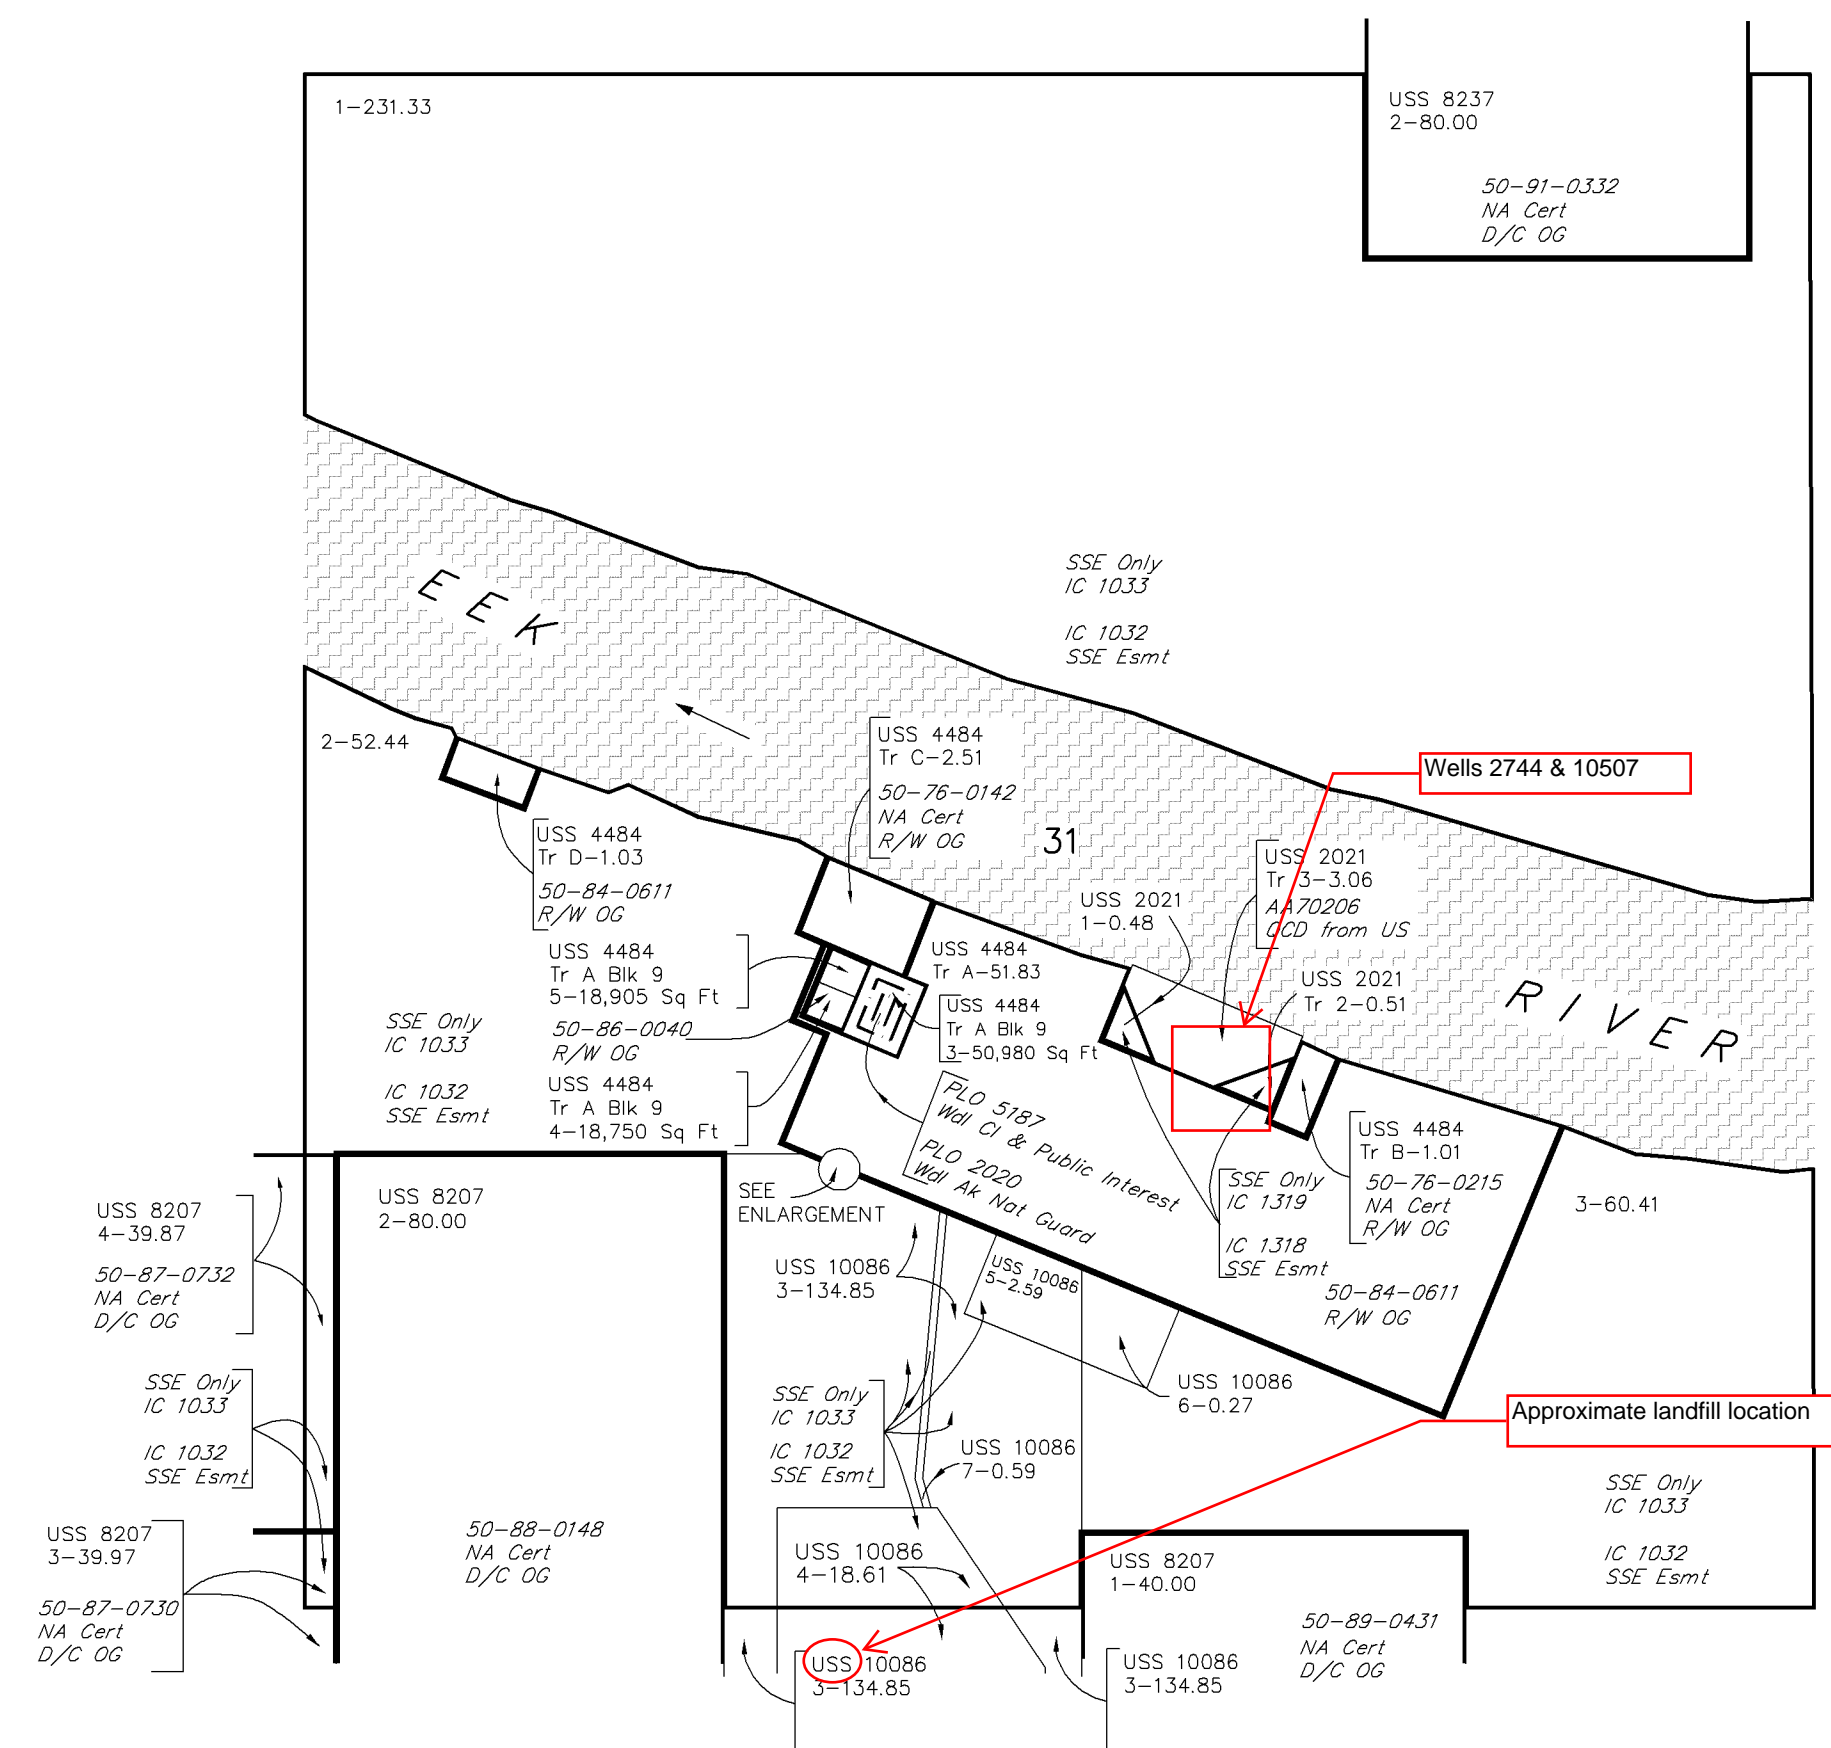 1-231.33
USS 8237
2-80.00
50-91-0332
NA Cert
D/C OG
EEK
SSE Only
IC 1033
IC 1032
SSE Esmt
2-52.44
USS 4484
Tr C-2.51
50-76-0142
NA Cert
R/W OG
31
Wells 2744 & 10507
USS 4484
Tr D-1.03
50-84-0611
R/W OG
USS 2021
Tr 3-3.06
AA70206
QCD from US
USS 2021
1-0.48
USS 4484
Tr A Blk 9
5-18,905 Sq Ft
USS 4484
Tr A-51.83
USS 2021
Tr 2-0.51
RIVER
USS 4484
Tr A Blk 9
3-50,980 Sq Ft
SSE Only
IC 1033
IC 1032
SSE Esmt
50-86-0040
R/W OG
USS 4484
Tr A Blk 9
4-18,750 Sq Ft
PLO 5187
Wdl Cl & Public Interest
PLO 2020
Wdl Ak Nat Guard
USS 4484
Tr B-1.01
50-76-0215
NA Cert
R/W OG
SSE Only
IC 1319
IC 1318
SSE Esmt
50-84-0611
R/W OG
3-60.41
SEE
ENLARGEMENT
USS 8207
2-80.00
USS 8207
4-39.87
50-87-0732
NA Cert
D/C OG
USS 10086
3-134.85
USS 10086
5-2.59
USS 10086
6-0.27
Approximate landfill location
SSE Only
IC 1033
IC 1032
SSE Esmt
SSE Only
IC 1033
IC 1032
SSE Esmt
USS 10086
7-0.59
SSE Only
IC 1033
IC 1032
SSE Esmt
USS 8207
3-39.97
50-87-0730
NA Cert
D/C OG
50-88-0148
NA Cert
D/C OG
USS 10086
4-18.61
USS 8207
1-40.00
50-89-0431
NA Cert
D/C OG
USS 10086
3-134.85
USS 10086
3-134.85